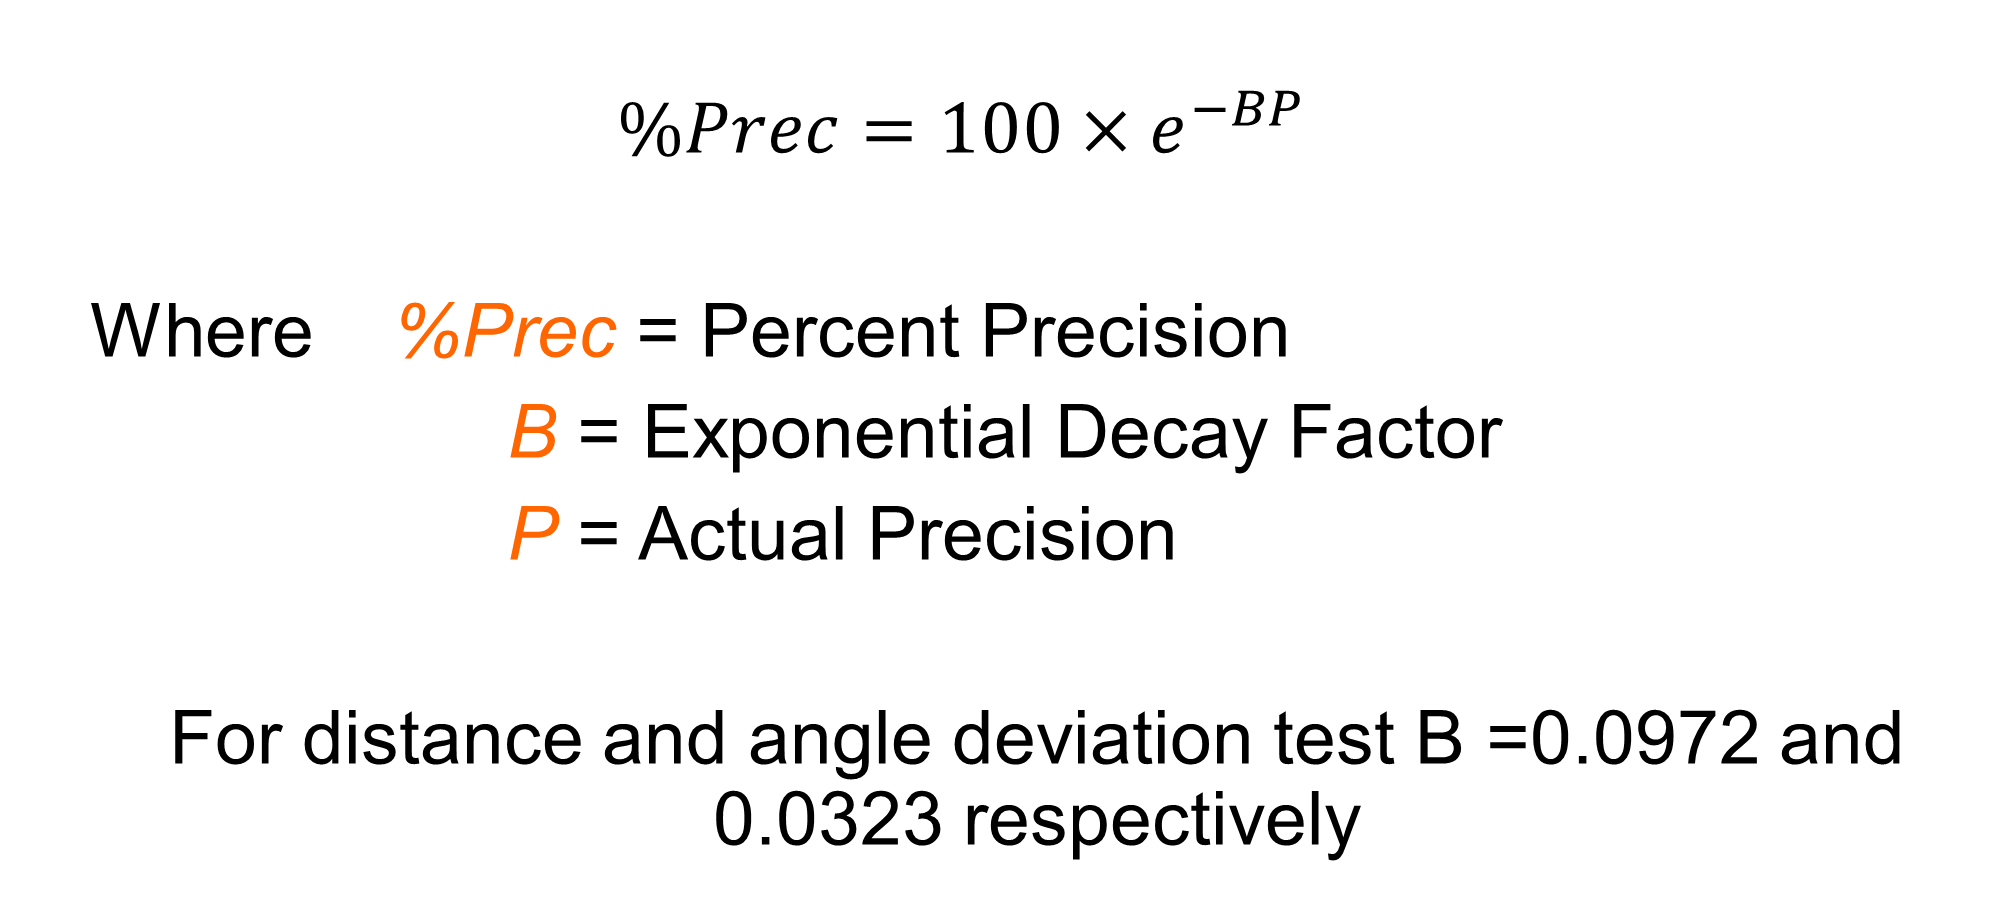 %Prec = 100 × e^{−BP}
Where %Prec = Percent Precision
B = Exponential Decay Factor
P = Actual Precision
For distance and angle deviation test B =0.0972 and
0.0323 respectively